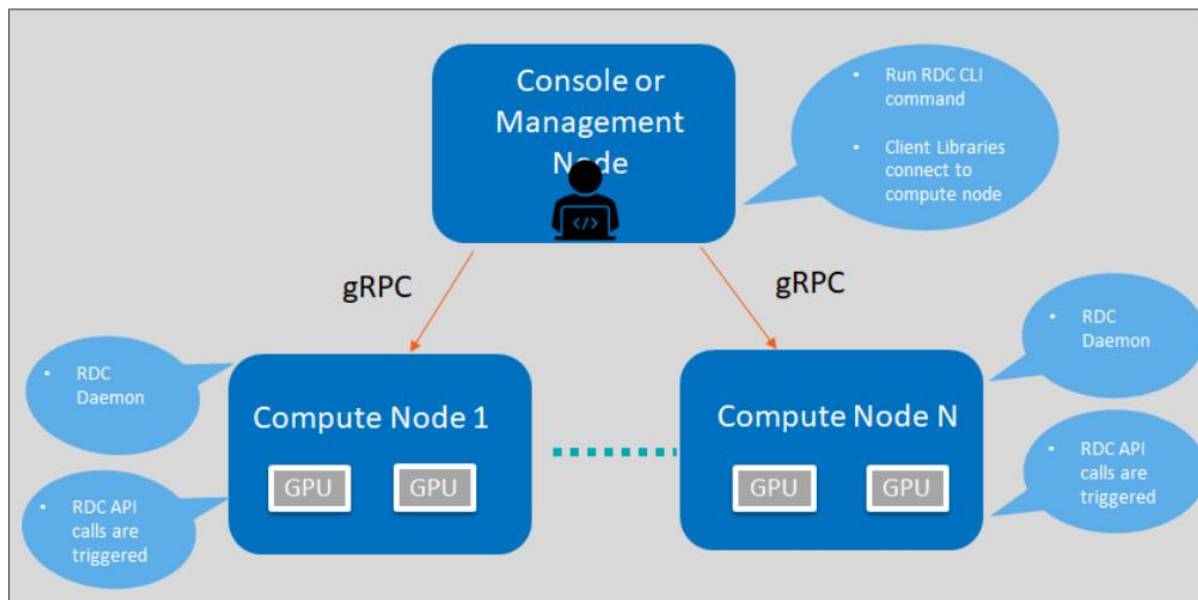 Console or
Management
Node
</>
• Run RDC CLI
command
• Client Libraries
connect to
compute node
gRPC
gRPC
• RDC
Daemon
Compute Node 1
GPU
GPU
• RDC API
calls are
triggered
Compute Node N
GPU
GPU
• RDC
Daemon
• RDC API
calls are
triggered